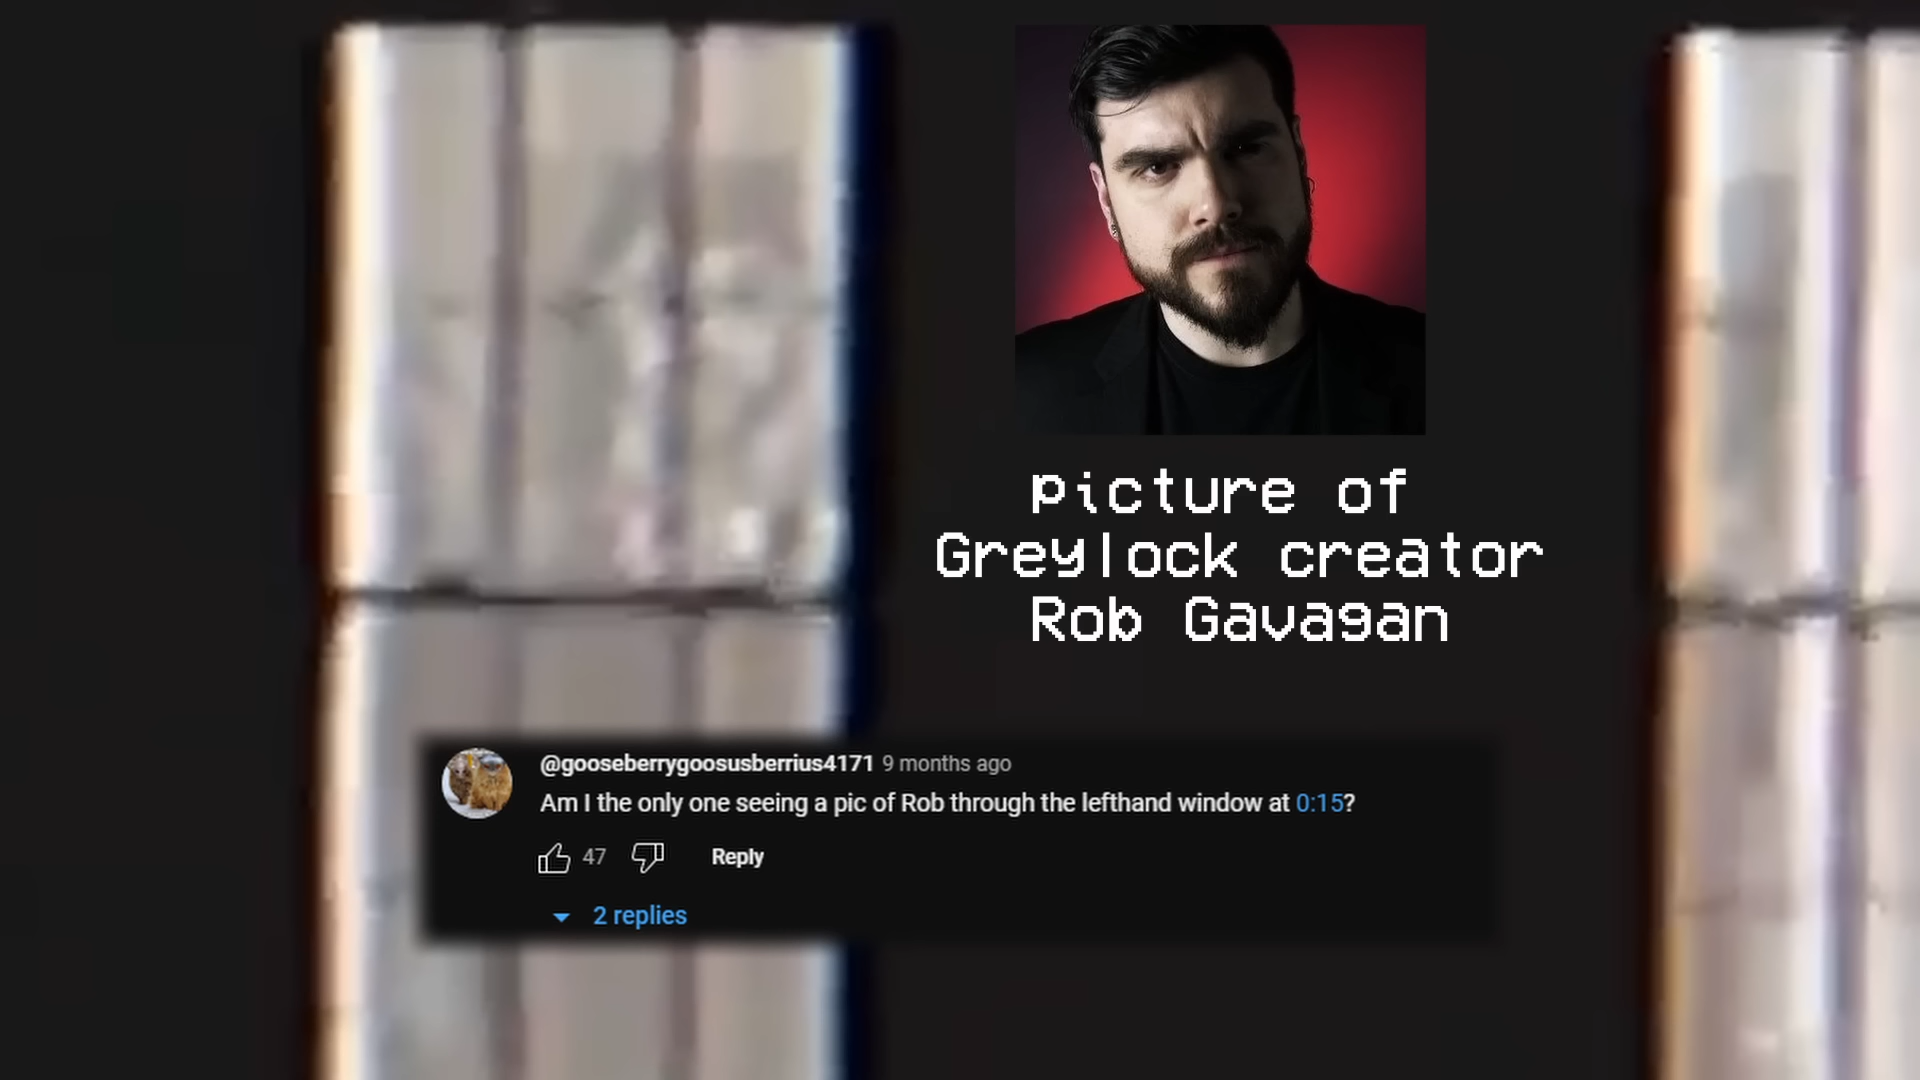 Picture of
Greylock creator
Rob Gavagan
@gooseberrygoosusberrius4171 9 months ago
Am I the only one seeing a pic of Rob through the lefthand window at 0:15?
47 Reply
2 replies